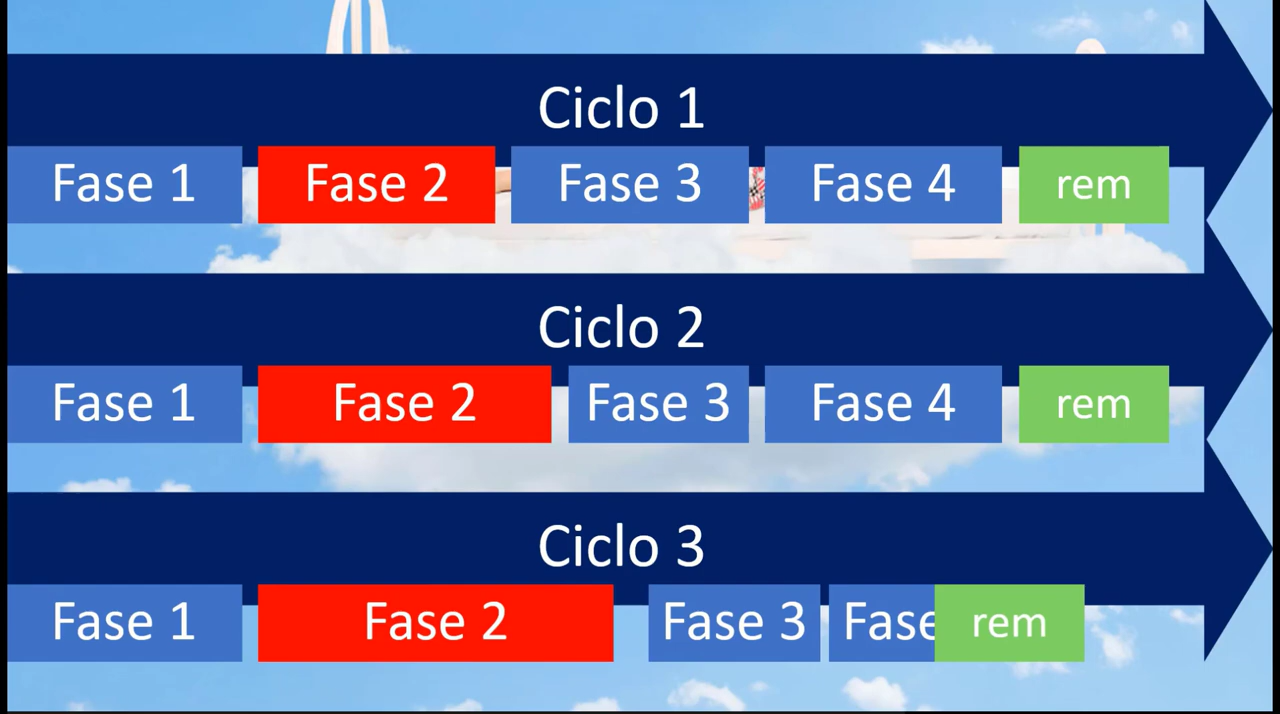 Ciclo 1
Fase 1 Fase 2 Fase 3 Fase 4 rem
Ciclo 2
Fase 1 Fase 2 Fase 3 Fase 4 rem
Ciclo 3
Fase 1 Fase 2 Fase 3 Fase rem